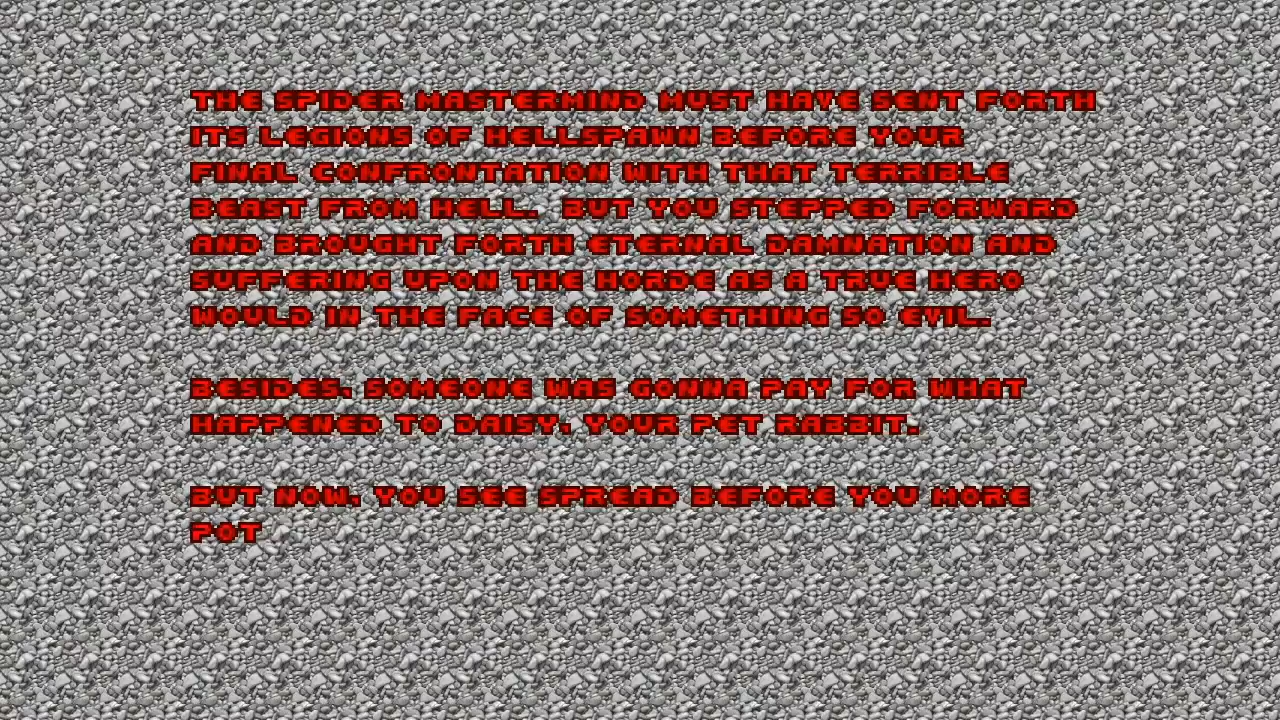 THE SPIDER MASTERMIND MUST HAVE SENT FORTH
ITS LEGIONS OF HELLSPAWN BEFORE YOUR
FINAL CONFRONTATION WITH THAT TERRIBLE
BEAST FROM HELL.  BUT YOU STEPPED FORWARD
AND BROUGHT FORTH ETERNAL DAMNATION AND
SUFFERING UPON THE HORDE AS A TRUE HERO
WOULD IN THE FACE OF SOMETHING SO EVIL.
BESIDES, SOMEONE WAS GONNA PAY FOR WHAT
HAPPENED TO DAISY, YOUR PET RABBIT.
BUT NOW, YOU SEE SPREAD BEFORE YOU MORE
POT